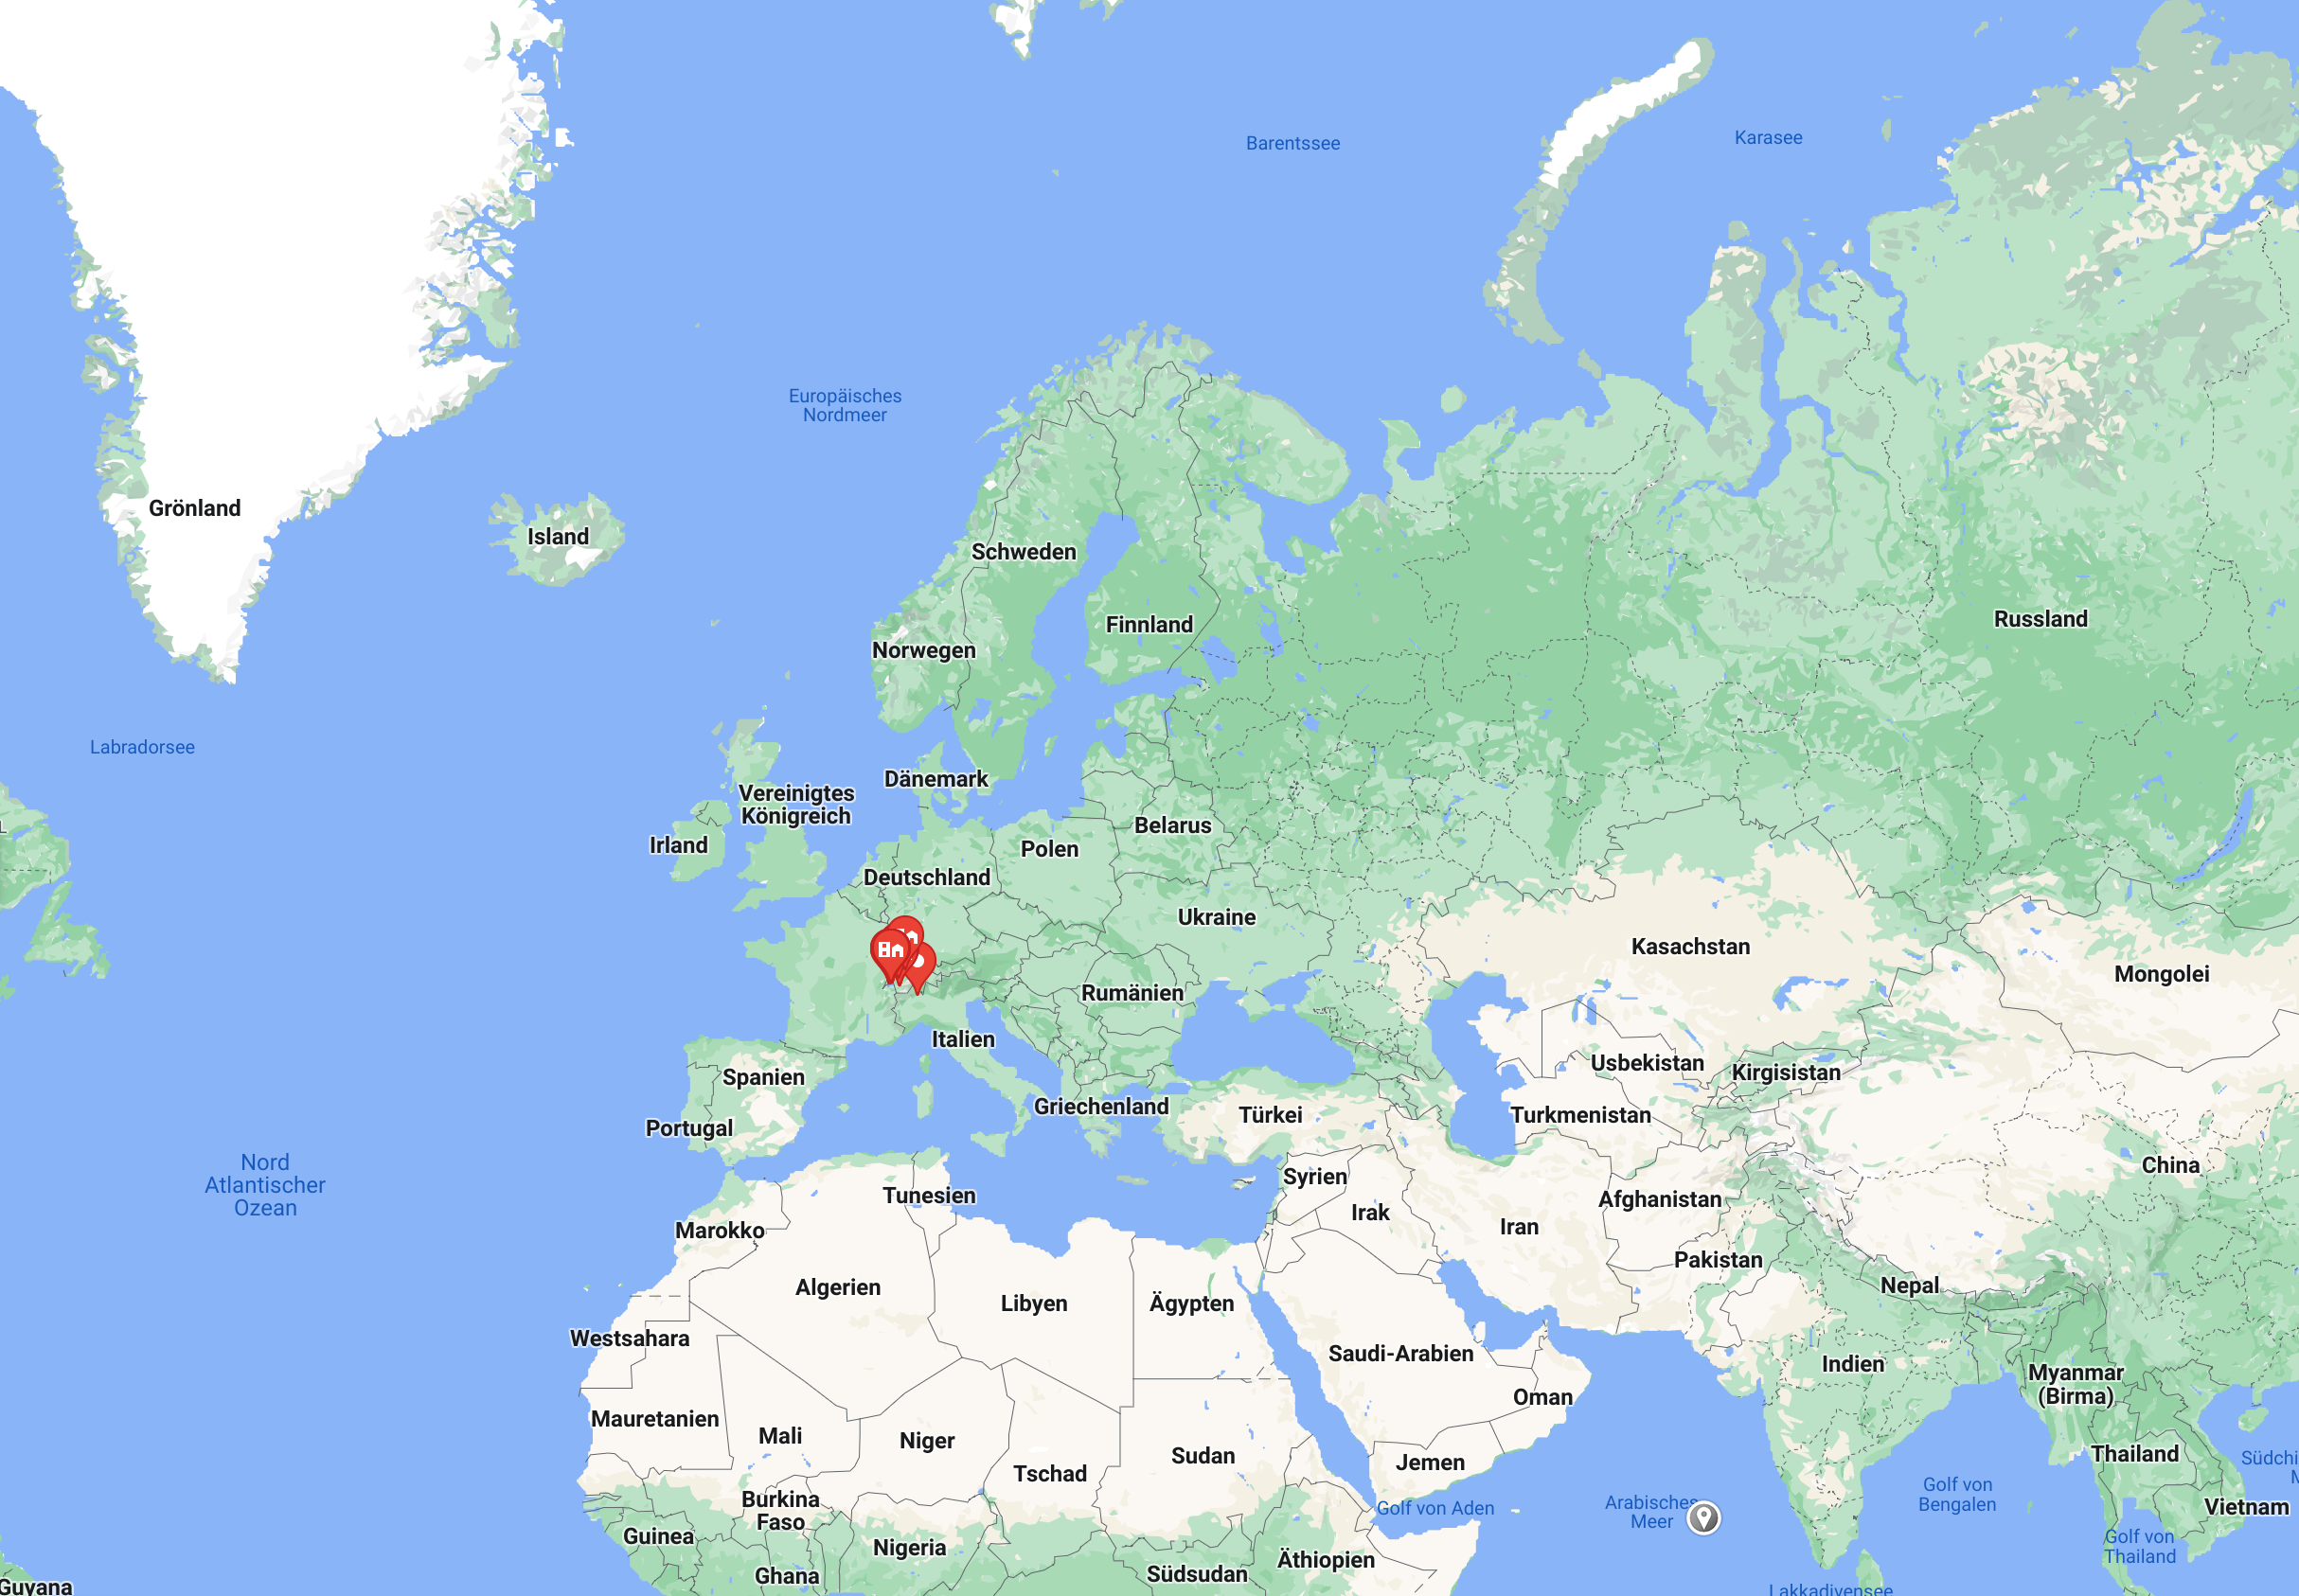 Barentssee
Karasee
Europäisches
Nordmeer
Grönland
Island
Schweden
Finnland
Russland
Norwegen
Labradorsee
Dänemark
Vereinigtes
Königreich
Belarus
Irland
Polen
Deutschland
Ukraine
Kasachstan
Mongolei
Rumänien
Italien
Usbekistan
Kirgisistan
Spanien
Griechenland
Türkei
Turkmenistan
Portugal
Nord
Atlantischer
Ozean
China
Syrien
Tunesien
Afghanistan
Irak
Marokko
Iran
Pakistan
Algerien
Nepal
Libyen
Ägypten
Westsahara
Saudi-Arabien
Indien
Myanmar
(Birma)
Oman
Mauretanien
Mali
Niger
Sudan
Thailand
Jemen
Tschad
Südchi
M
Golf von
Bengalen
Burkina
Faso
Golf von Aden
Arabisches
Meer
Vietnam
Guinea
Nigeria
Golf von
Thailand
Äthiopien
Ghana
Südsudan
Guyana
Lakkadivensee